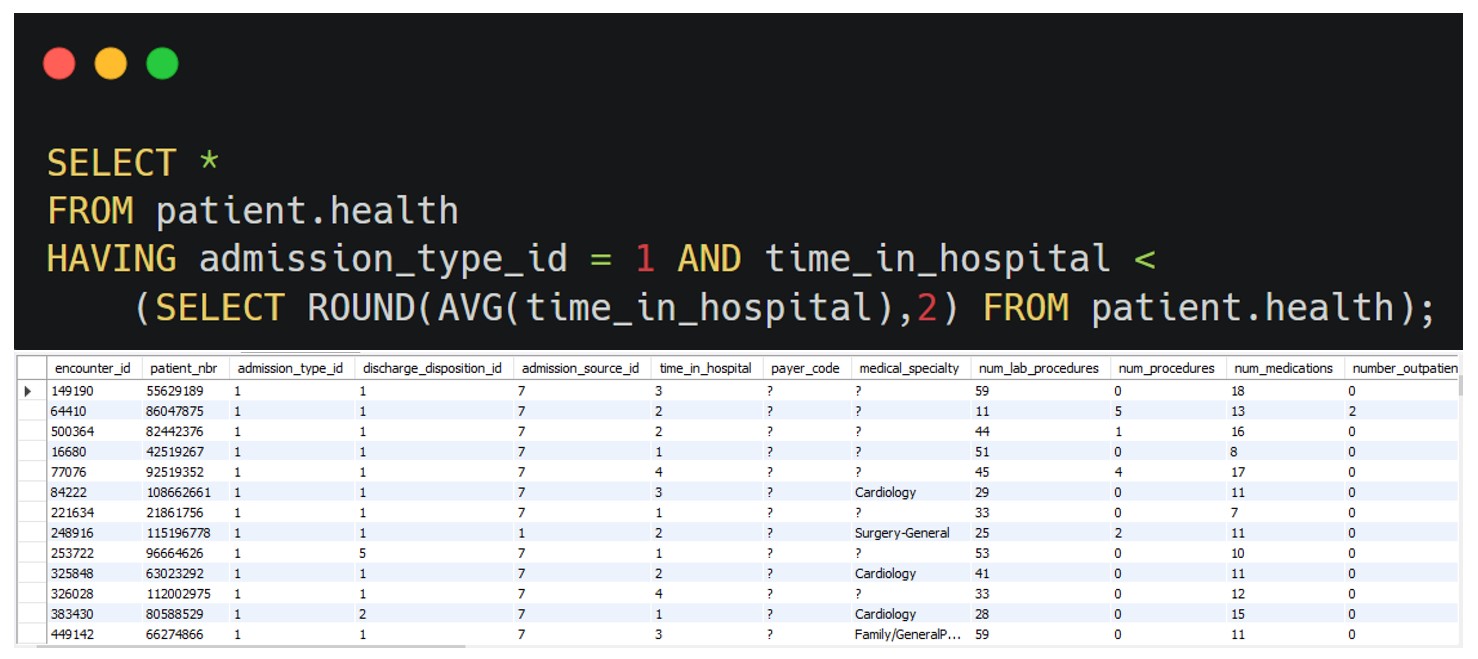 SELECT *
FROM patient.health
HAVING admission_type_id = 1 AND time_in_hospital <
(SELECT ROUND(AVG(time_in_hospital),2) FROM patient.health);
encounter_id patient_nbr admission_type_id discharge_disposition_id admission_source_id time_in_hospital payer_code medical_specialty num_lab_procedures num_procedures num_medications number_outpatien
149190 55629189 1 1 7 3 ? ? 59 0 18 0
64410 86047875 1 1 7 2 ? ? 11 5 13 2
500364 82442376 1 1 7 2 ? ? 44 1 16 0
16680 42519267 1 1 7 1 ? ? 51 0 8 0
77076 92519352 1 1 7 4 ? ? 45 4 17 0
84222 108662661 1 1 7 3 ? Cardiology 29 0 11 0
221634 21861756 1 1 7 1 ? ? 33 0 7 0
248916 115196778 1 1 1 2 ? Surgery-General 25 2 11 0
253722 96664626 1 5 7 1 ? ? 53 0 10 0
325848 63023292 1 1 7 2 ? Cardiology 41 0 11 0
326028 112002975 1 1 7 4 ? ? 33 0 12 0
383430 80588529 1 2 7 1 ? Cardiology 28 0 15 0
449142 66274866 1 1 7 3 ? Family/GeneralP... 59 0 11 0